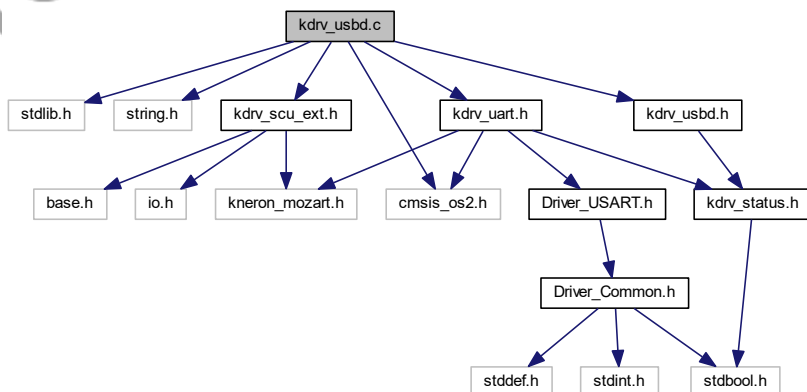 kdrv_usbd.c
stdlib.h
string.h
kdrv_scu_ext.h
kdrv_uart.h
kdrv_usbd.h
base.h
io.h
kneron_mozart.h
cmsis_os2.h
Driver_USART.h
kdrv_status.h
Driver_Common.h
stddef.h
stdint.h
stdbool.h